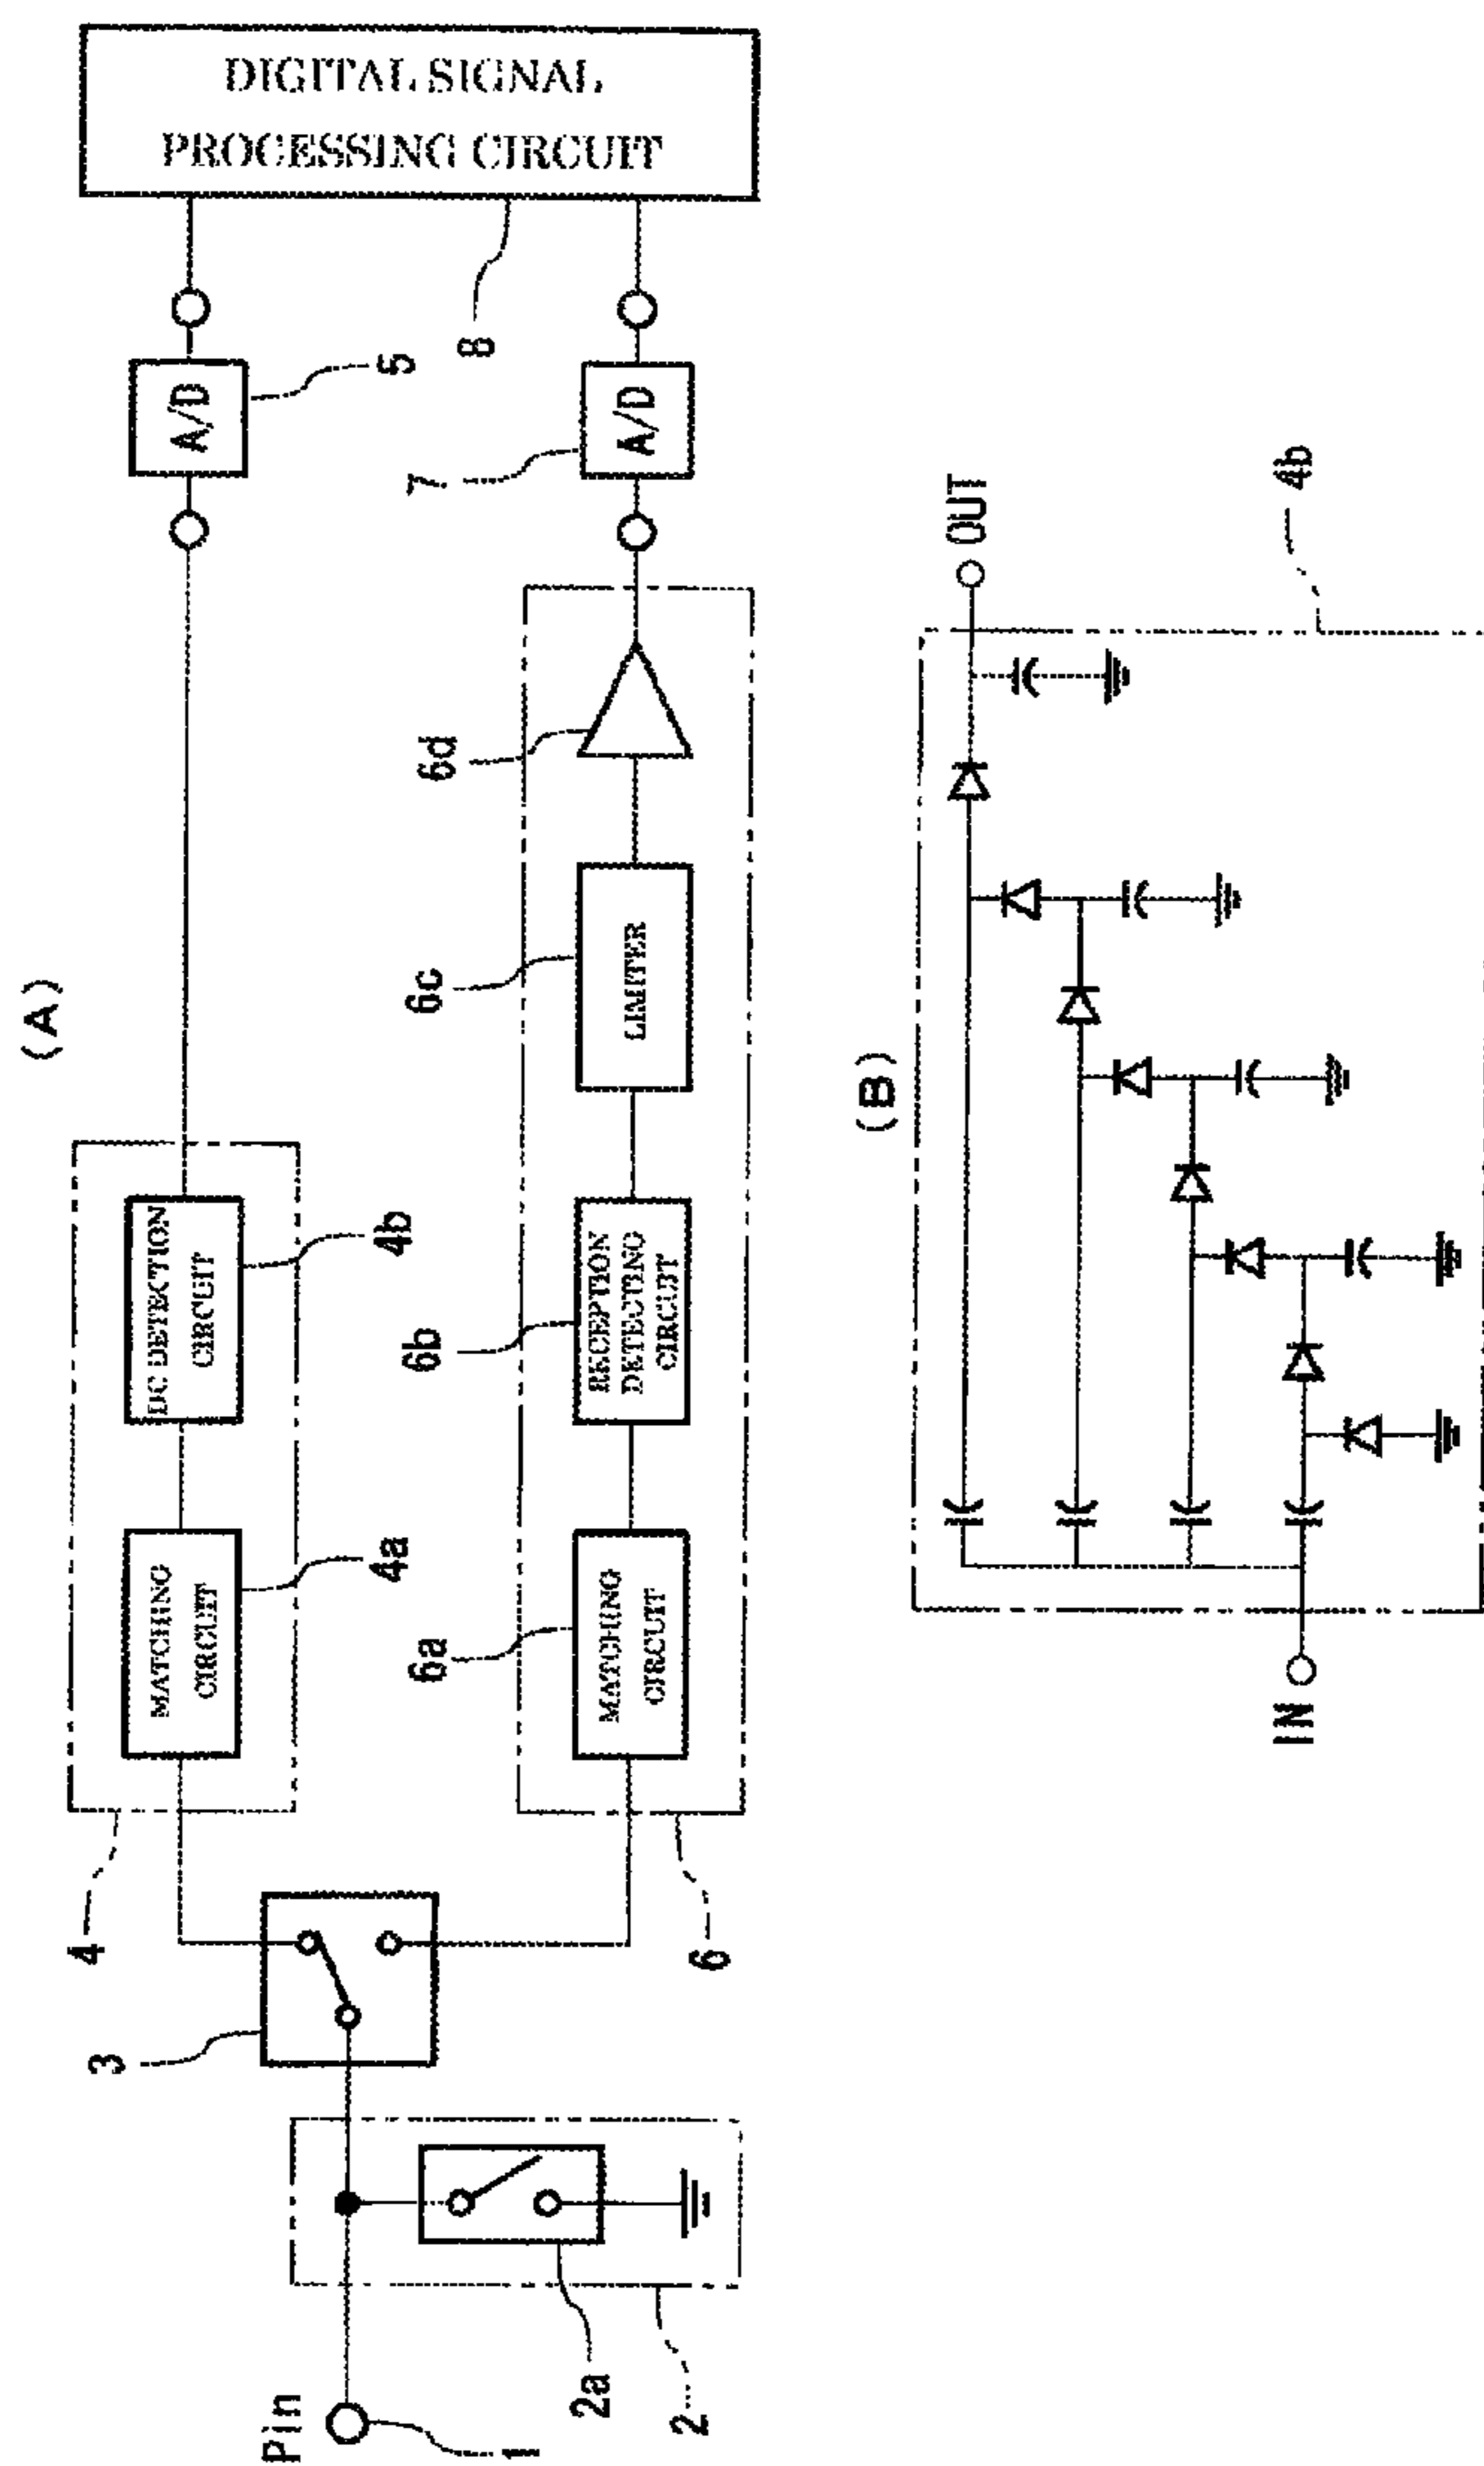 (A)
DIGITAL SIGNAL
PROCESSING CIRCUIT
Pin
1
2
2a
3
4
MATCHING
CIRCUIT
4a
DC DETECTION
CIRCUIT
4b
A/D
5
8
6
MATCHING
CIRCUIT
6a
RECEPTION
DETECTING
CIRCUIT
6b
LIMITER
6c
6d
A/D
7
(B)
IN
OUT
4b